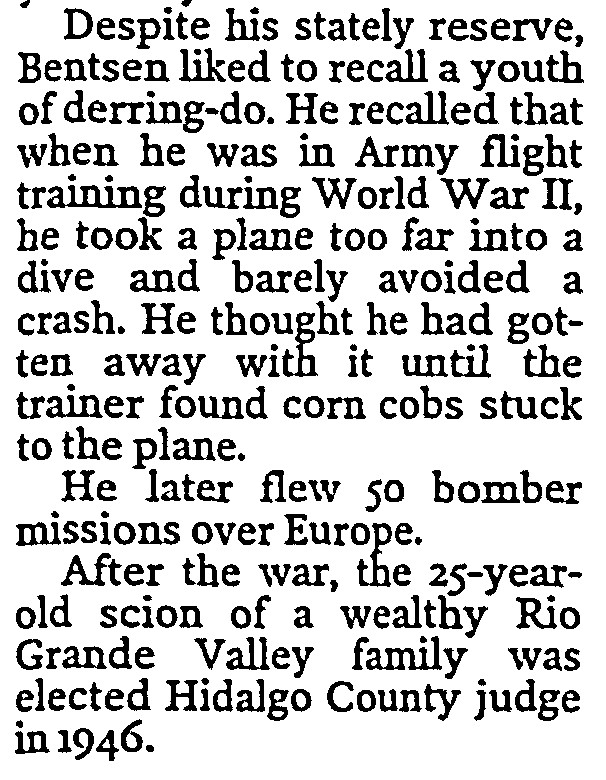 Despite his stately reserve,
Bentsen liked to recall a youth
of derring-do. He recalled that
when he was in Army flight
training during World War II,
he took a plane too far into a
dive and barely avoided a
crash. He thought he had got-
ten away with it until the
trainer found corn cobs stuck
to the plane.
He later flew 50 bomber
missions over Europe.
After the war, the 25-year-
old scion of a wealthy Rio
Grande Valley family was
elected Hidalgo County judge
in 1946.